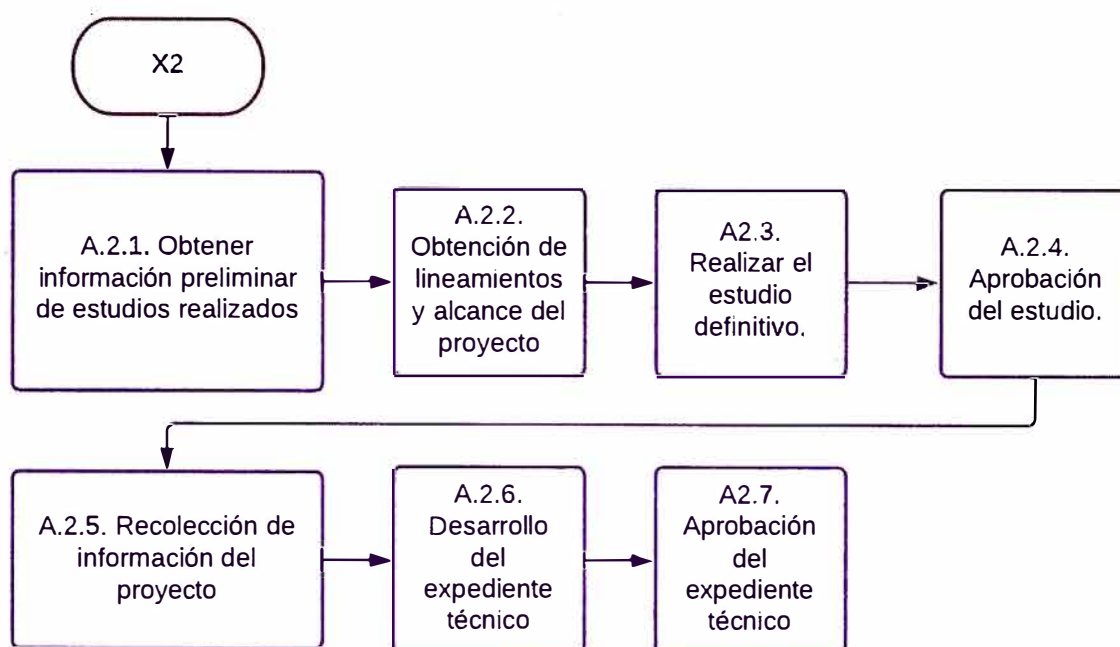 X2
A.2.1. Obtener
información preliminar
de estudios realizados
A.2.2.
Obtención de
lineamientos
y alcance del
proyecto
A2.3.
Realizar el
estudio
definitivo.
A.2.4.
Aprobación
del estudio.
A.2.5. Recolección de
información del
proyecto
A.2.6.
Desarrollo
del
expediente
técnico
A2.7.
Aprobación
del
expediente
técnico